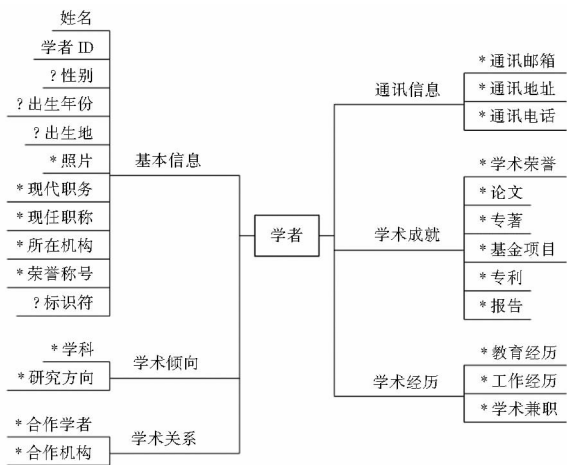 姓名
学者 ID
?性别
?出生年份
?出生地
*照片
*现代职务
*现任职称
*所在机构
*荣誉称号
?标识符
基本信息
*学科
*研究方向
学术倾向
*合作学者
*合作机构
学术关系
学者
通讯信息
*通讯邮箱
*通讯地址
*通讯电话
学术成就
*学术荣誉
*论文
*专著
*基金项目
*专利
*报告
学术经历
*教育经历
*工作经历
*学术兼职